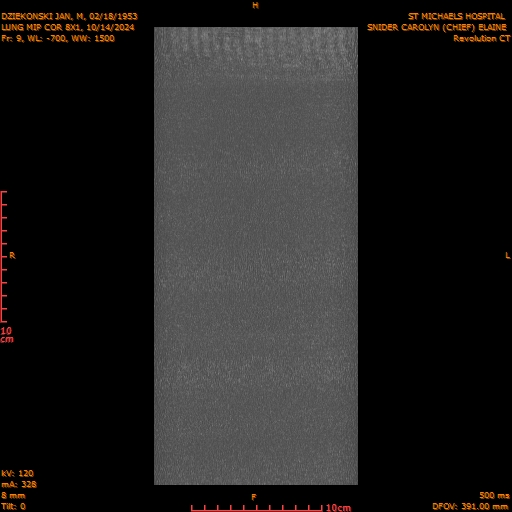 H
DZIEKONSKI JAN, M, 02/18/1953
LUNG MIP COR 8X1, 10/14/2024
Fr: 9, WL: -700, WW: 1500
ST MICHAELS HOSPITAL
SNIDER CAROLYN (CHIEF) ELAINE
Revolution CT
R
L
10
cm
kV: 120
mA: 328
8 mm
Tilt: 0
F
10cm
500 ms
DFOV: 391.00 mm